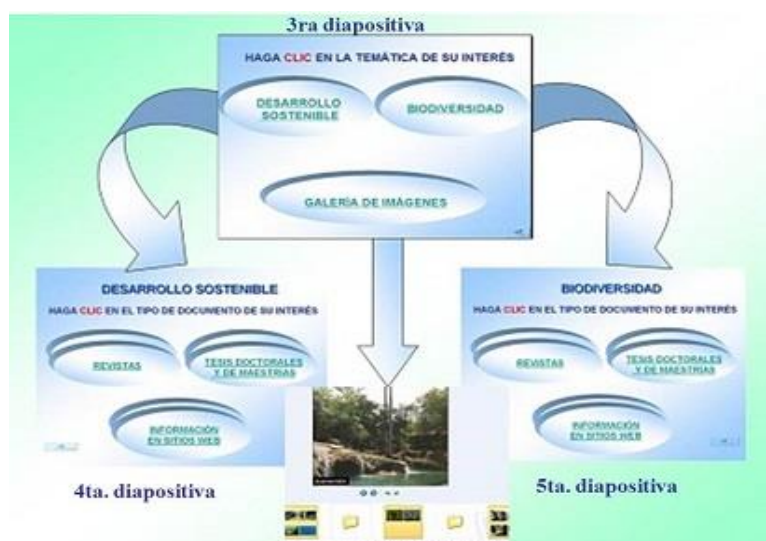 3ra diapositiva
HAGA CLIC EN LA TEMÁTICA DE SU INTERÉS
DESARROLLO
SOSTENIBLE
BIODIVERSIDAD
GALERÍA DE IMÁGENES
DESARROLLO SOSTENIBLE
HAGA CLIC EN EL TIPO DE DOCUMENTO DE SU INTERÉS
REVISTAS
TESIS DOCTORALES
Y DE MAESTRIAS
INFORMACIÓN
EN SITIOS WEB
4ta. diapositiva
BIODIVERSIDAD
HAGA CLIC EN EL TIPO DE DOCUMENTO DE SU INTERÉS
REVISTAS
TESIS DOCTORALES
Y DE MAESTRIAS
INFORMACIÓN
EN SITIOS WEB
5ta. diapositiva